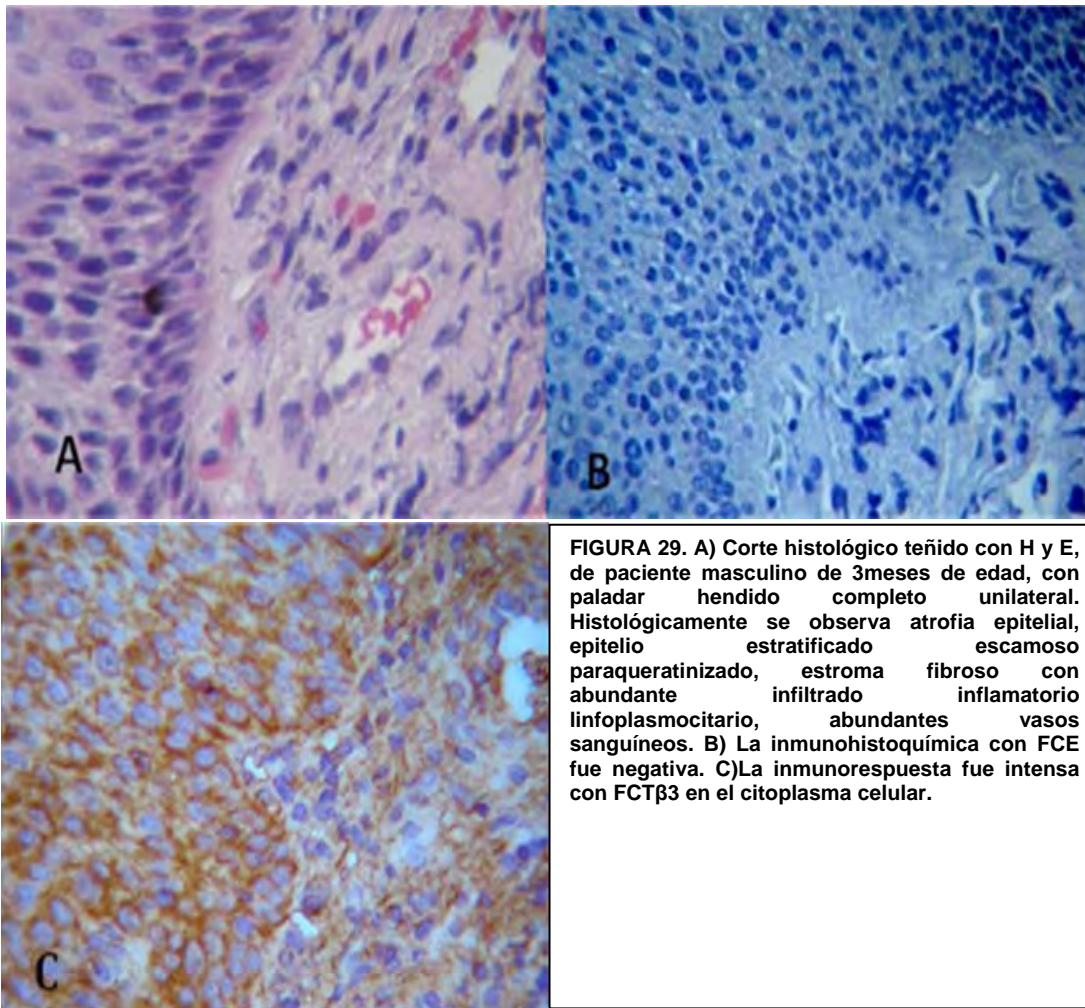 A
B
C
FIGURA 29. A) Corte histológico teñido con H y E,
de paciente masculino de 3meses de edad, con
paladar hendido completo unilateral.
Histológicamente se observa atrofia epitelial,
epitelio estratificado escamoso
paraqueratinizado, estroma fibroso con
abundante infiltrado inflamatorio
linfoplasmocitario, abundantes vasos
sanguíneos. B) La inmunohistoquímica con FCE
fue negativa. C)La inmunorespuesta fue intensa
con FCTβ3 en el citoplasma celular.